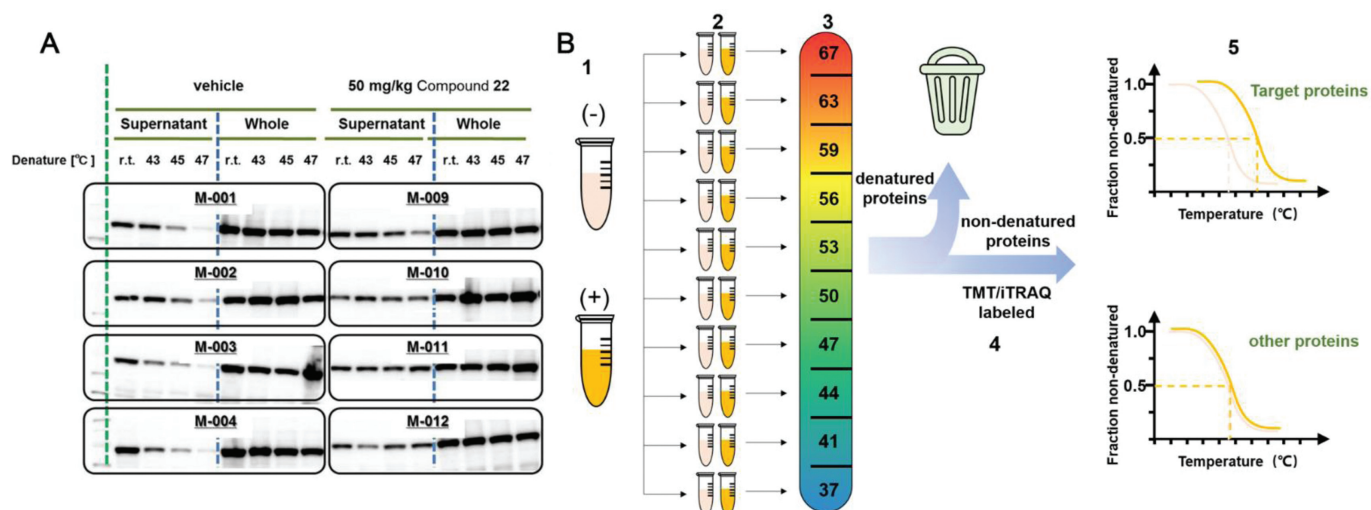 A
vehicle
50 mg/kg Compound 22
Supernatant Whole Supernatant Whole
Denature [°C] r.t. 43 45 47 r.t. 43 45 47 r.t. 43 45 47 r.t. 43 45 47
M-001 M-009
M-002 M-010
M-003 M-011
M-004 M-012
B
1
(-)
(+)
2
3
67
63
59
56
53
50
47
44
41
37
denatured
proteins
non-denatured
proteins
TMT/iTRAQ
labeled
4
5
Fraction non-denatured
1.0
0.5
Target proteins
Temperature (℃)
Fraction non-denatured
1.0
0.5
other proteins
Temperature (℃)